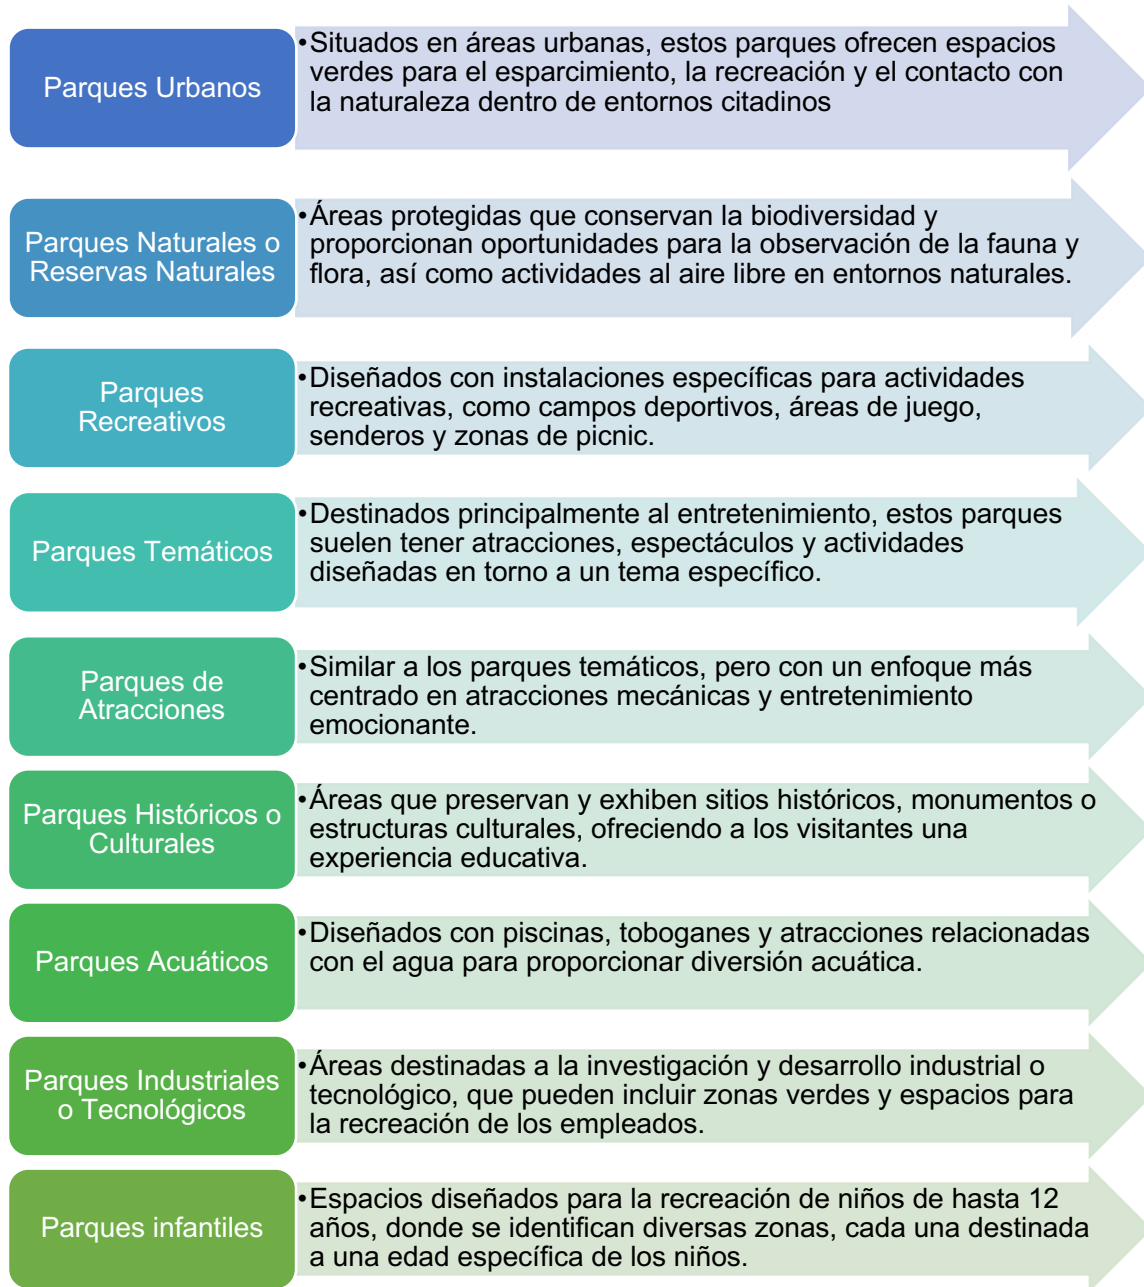 Parques Urbanos
•Situados en áreas urbanas, estos parques ofrecen espacios
verdes para el esparcimiento, la recreación y el contacto con
la naturaleza dentro de entornos citadinos
Parques Naturales o
Reservas Naturales
•Áreas protegidas que conservan la biodiversidad y
proporcionan oportunidades para la observación de la fauna y
flora, así como actividades al aire libre en entornos naturales.
Parques
Recreativos
•Diseñados con instalaciones específicas para actividades
recreativas, como campos deportivos, áreas de juego,
senderos y zonas de picnic.
Parques Temáticos
•Destinados principalmente al entretenimiento, estos parques
suelen tener atracciones, espectáculos y actividades
diseñadas en torno a un tema específico.
Parques de
Atracciones
•Similar a los parques temáticos, pero con un enfoque más
centrado en atracciones mecánicas y entretenimiento
emocionante.
Parques Históricos o
Culturales
•Áreas que preservan y exhiben sitios históricos, monumentos o
estructuras culturales, ofreciendo a los visitantes una
experiencia educativa.
Parques Acuáticos
•Diseñados con piscinas, toboganes y atracciones relacionadas
con el agua para proporcionar diversión acuática.
Parques Industriales
o Tecnológicos
•Áreas destinadas a la investigación y desarrollo industrial o
tecnológico, que pueden incluir zonas verdes y espacios para
la recreación de los empleados.
Parques infantiles
•Espacios diseñados para la recreación de niños de hasta 12
años, donde se identifican diversas zonas, cada una destinada
a una edad específica de los niños.